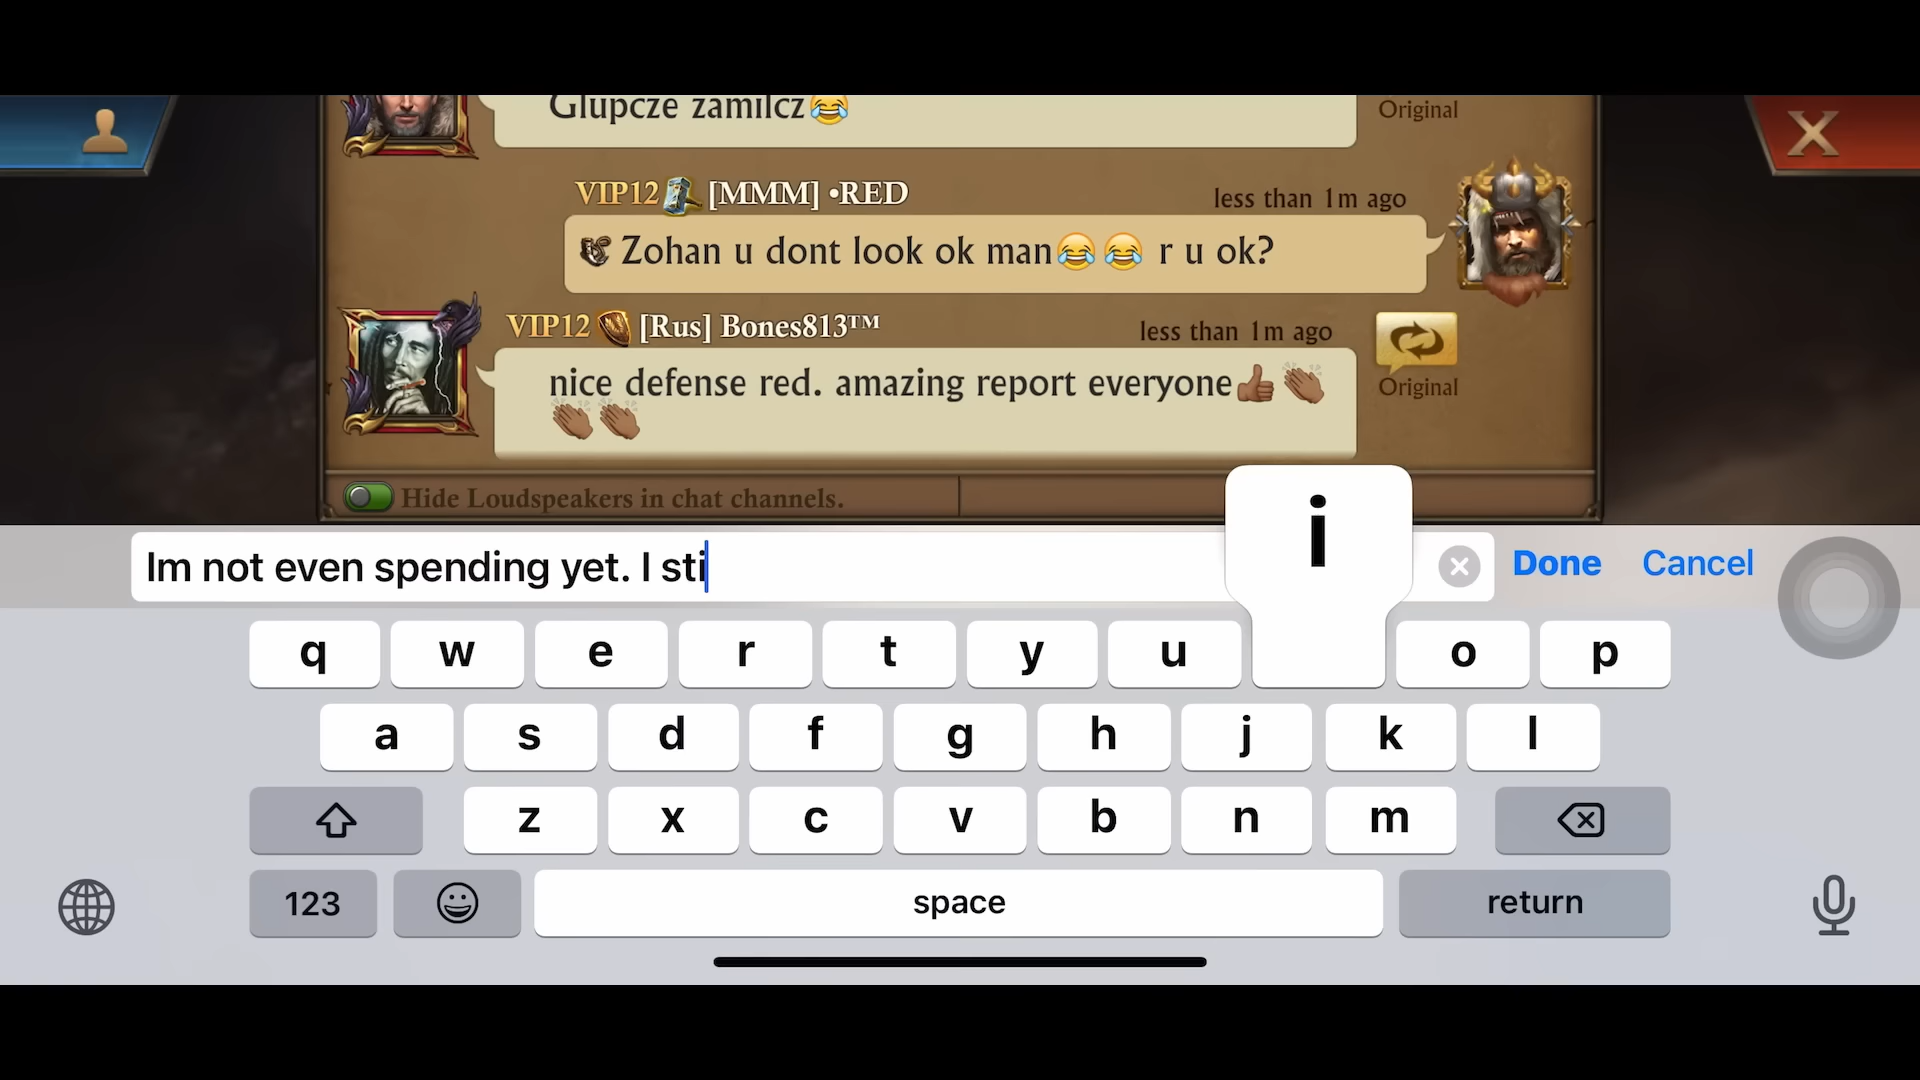 Glupcze zamilcz😂
Original
VIP12 [MMM] •RED less than 1m ago
Zohan u dont look ok man😂😂 r u ok?
VIP12 [Rus] Bones813™ less than 1m ago
nice defense red. amazing report everyone👍🏾👏🏾
👏🏾👏🏾
Original
Hide Loudspeakers in chat channels.
Im not even spending yet. I sti
Done Cancel
i
q w e r t y u o p
a s d f g h j k l
z x c v b n m
123 space return